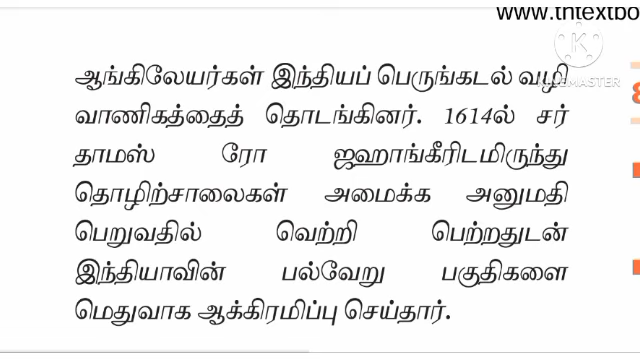 www.tntextbo
K
KINEMASTER
ஆங்கிலேயர்கள் இந்தியப் பெருங்கடல் வழி
வாணிகத்தைத் தொடங்கினர். 1614ல் சர்
தாமஸ் ரோ ஜஹாங்கீரிடமிருந்து
தொழிற்சாலைகள் அமைக்க அனுமதி
பெறுவதில் வெற்றி பெற்றதுடன்
இந்தியாவின் பல்வேறு பகுதிகளை
மெதுவாக ஆக்கிரமிப்பு செய்தார்.